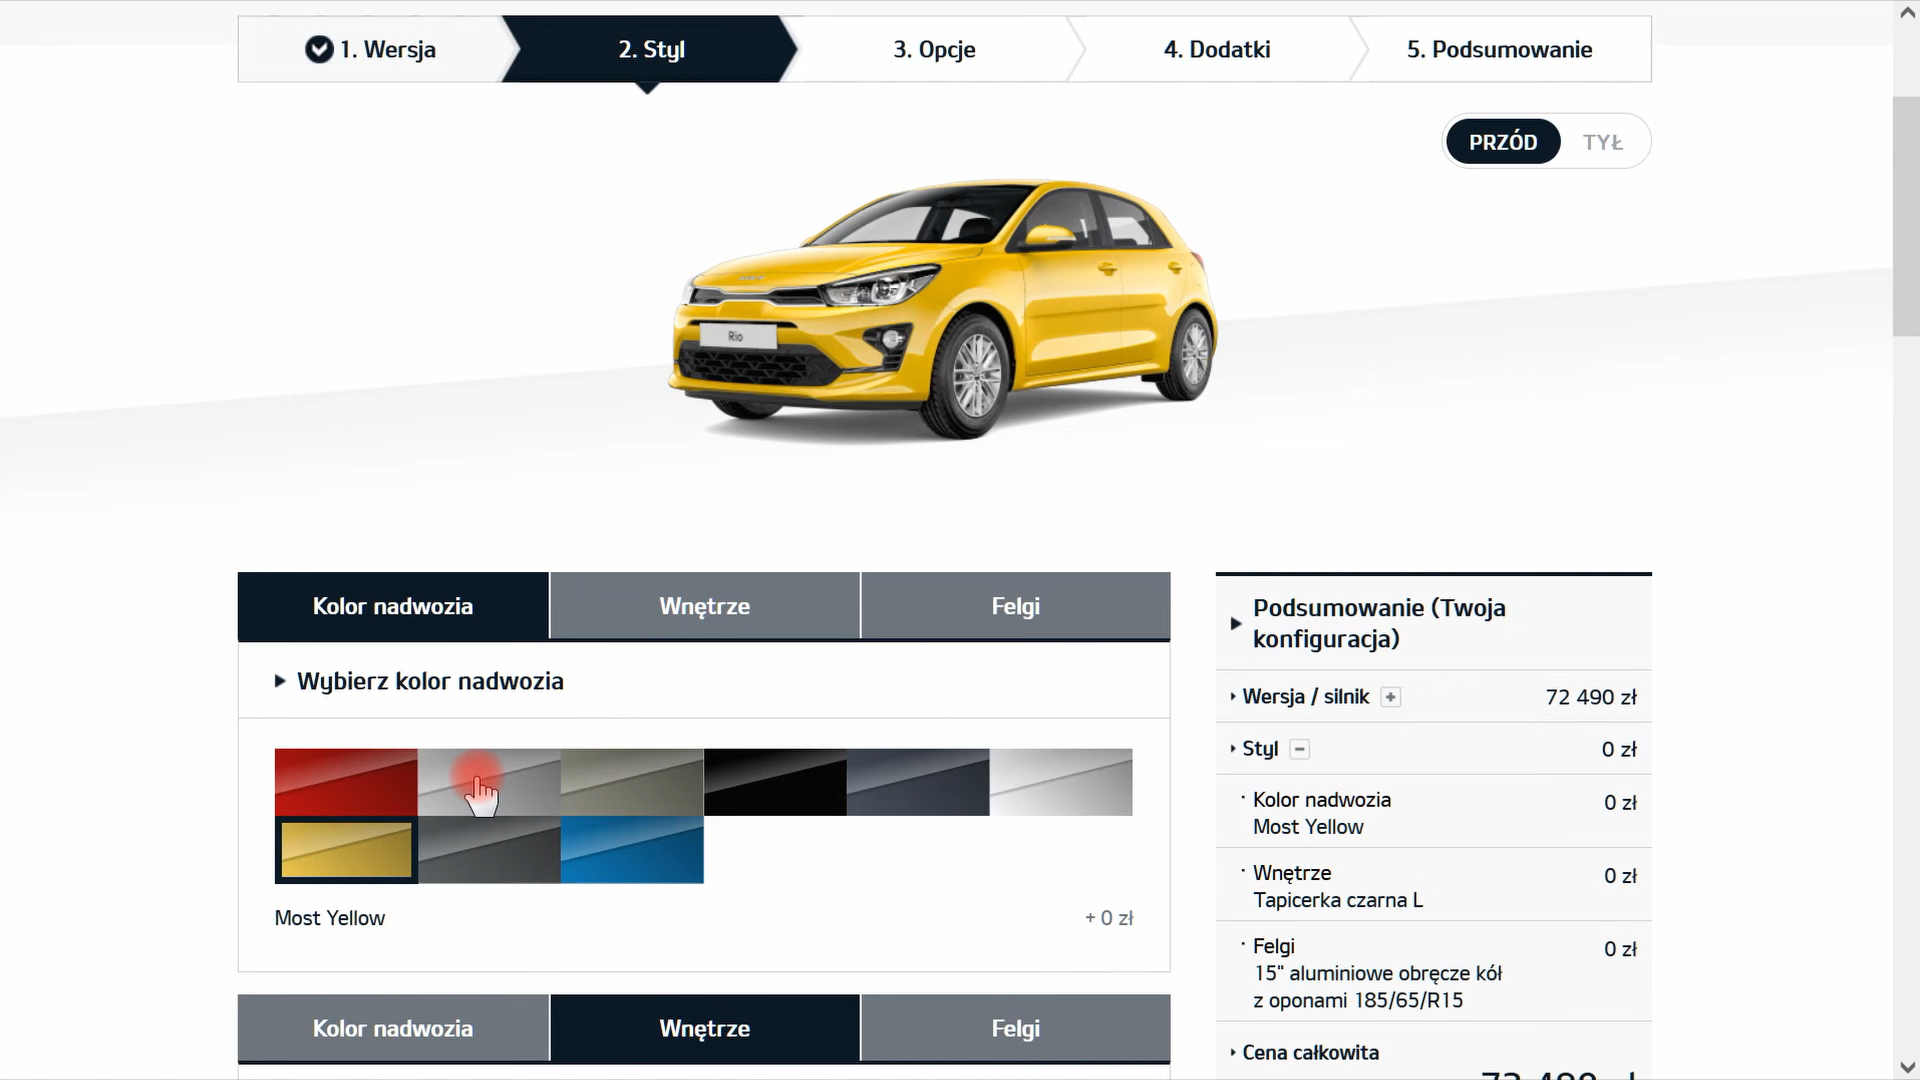 1. Wersja
2. Styl
3. Opcje
4. Dodatki
5. Podsumowanie
PRZÓD
TYŁ
Rio
Kolor nadwozia
Wnętrze
Felgi
Wybierz kolor nadwozia
Most Yellow
+ 0 zł
Kolor nadwozia
Wnętrze
Felgi
Podsumowanie (Twoja
konfiguracja)
Wersja / silnik + 72 490 zł
Styl − 0 zł
Kolor nadwozia 0 zł
Most Yellow
Wnętrze 0 zł
Tapicerka czarna L
Felgi 0 zł
15" aluminiowe obręcze kół
z oponami 185/65/R15
Cena całkowita